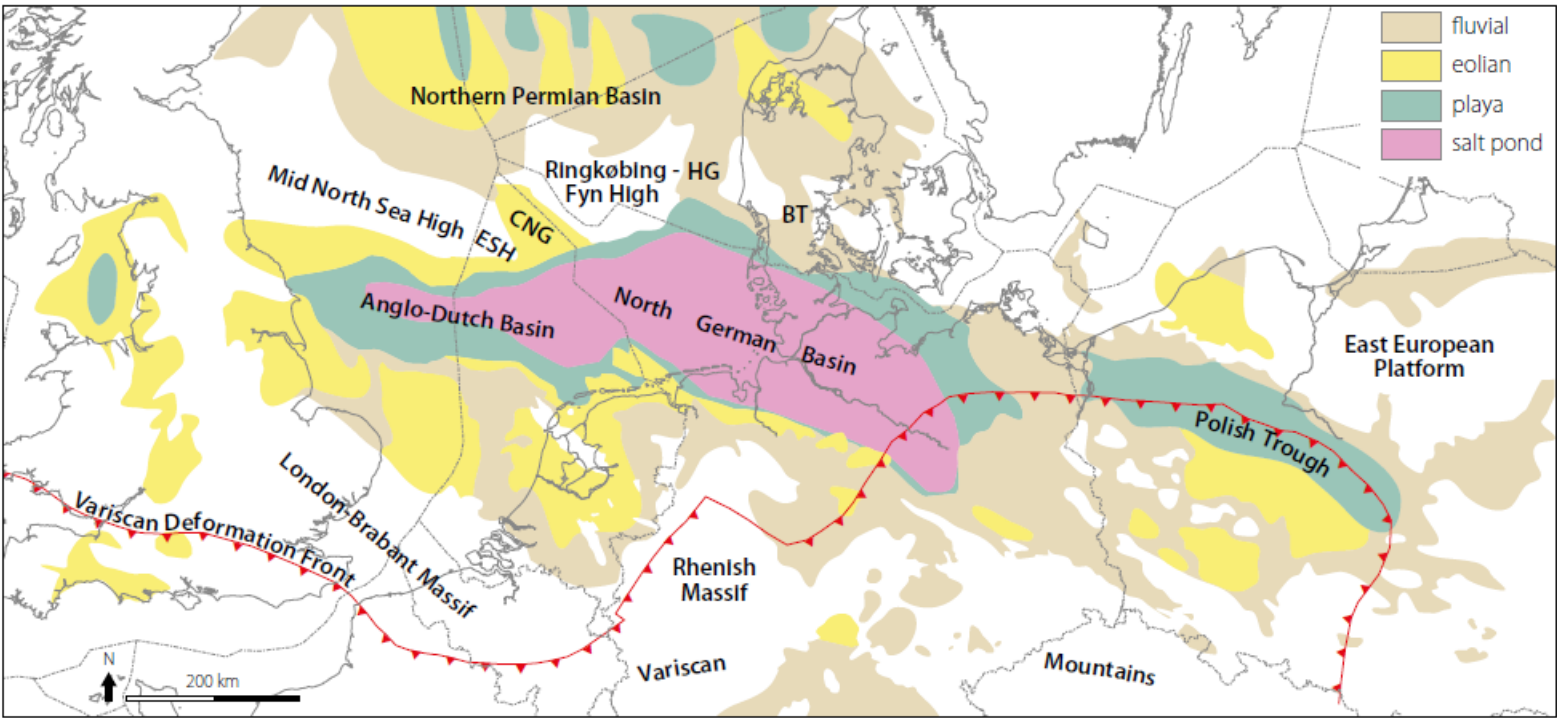 fluvial
eolian
playa
salt pond
Northern Permian Basin
Ringkøbing - HG
Fyn High
Mid North Sea High
ESH
CNG
BT
Anglo-Dutch Basin
North German Basin
East European
Platform
Polish Trough
London-Brabant Massif
Variscan Deformation Front
Rhenish
Massif
Variscan
Mountains
N
200 km